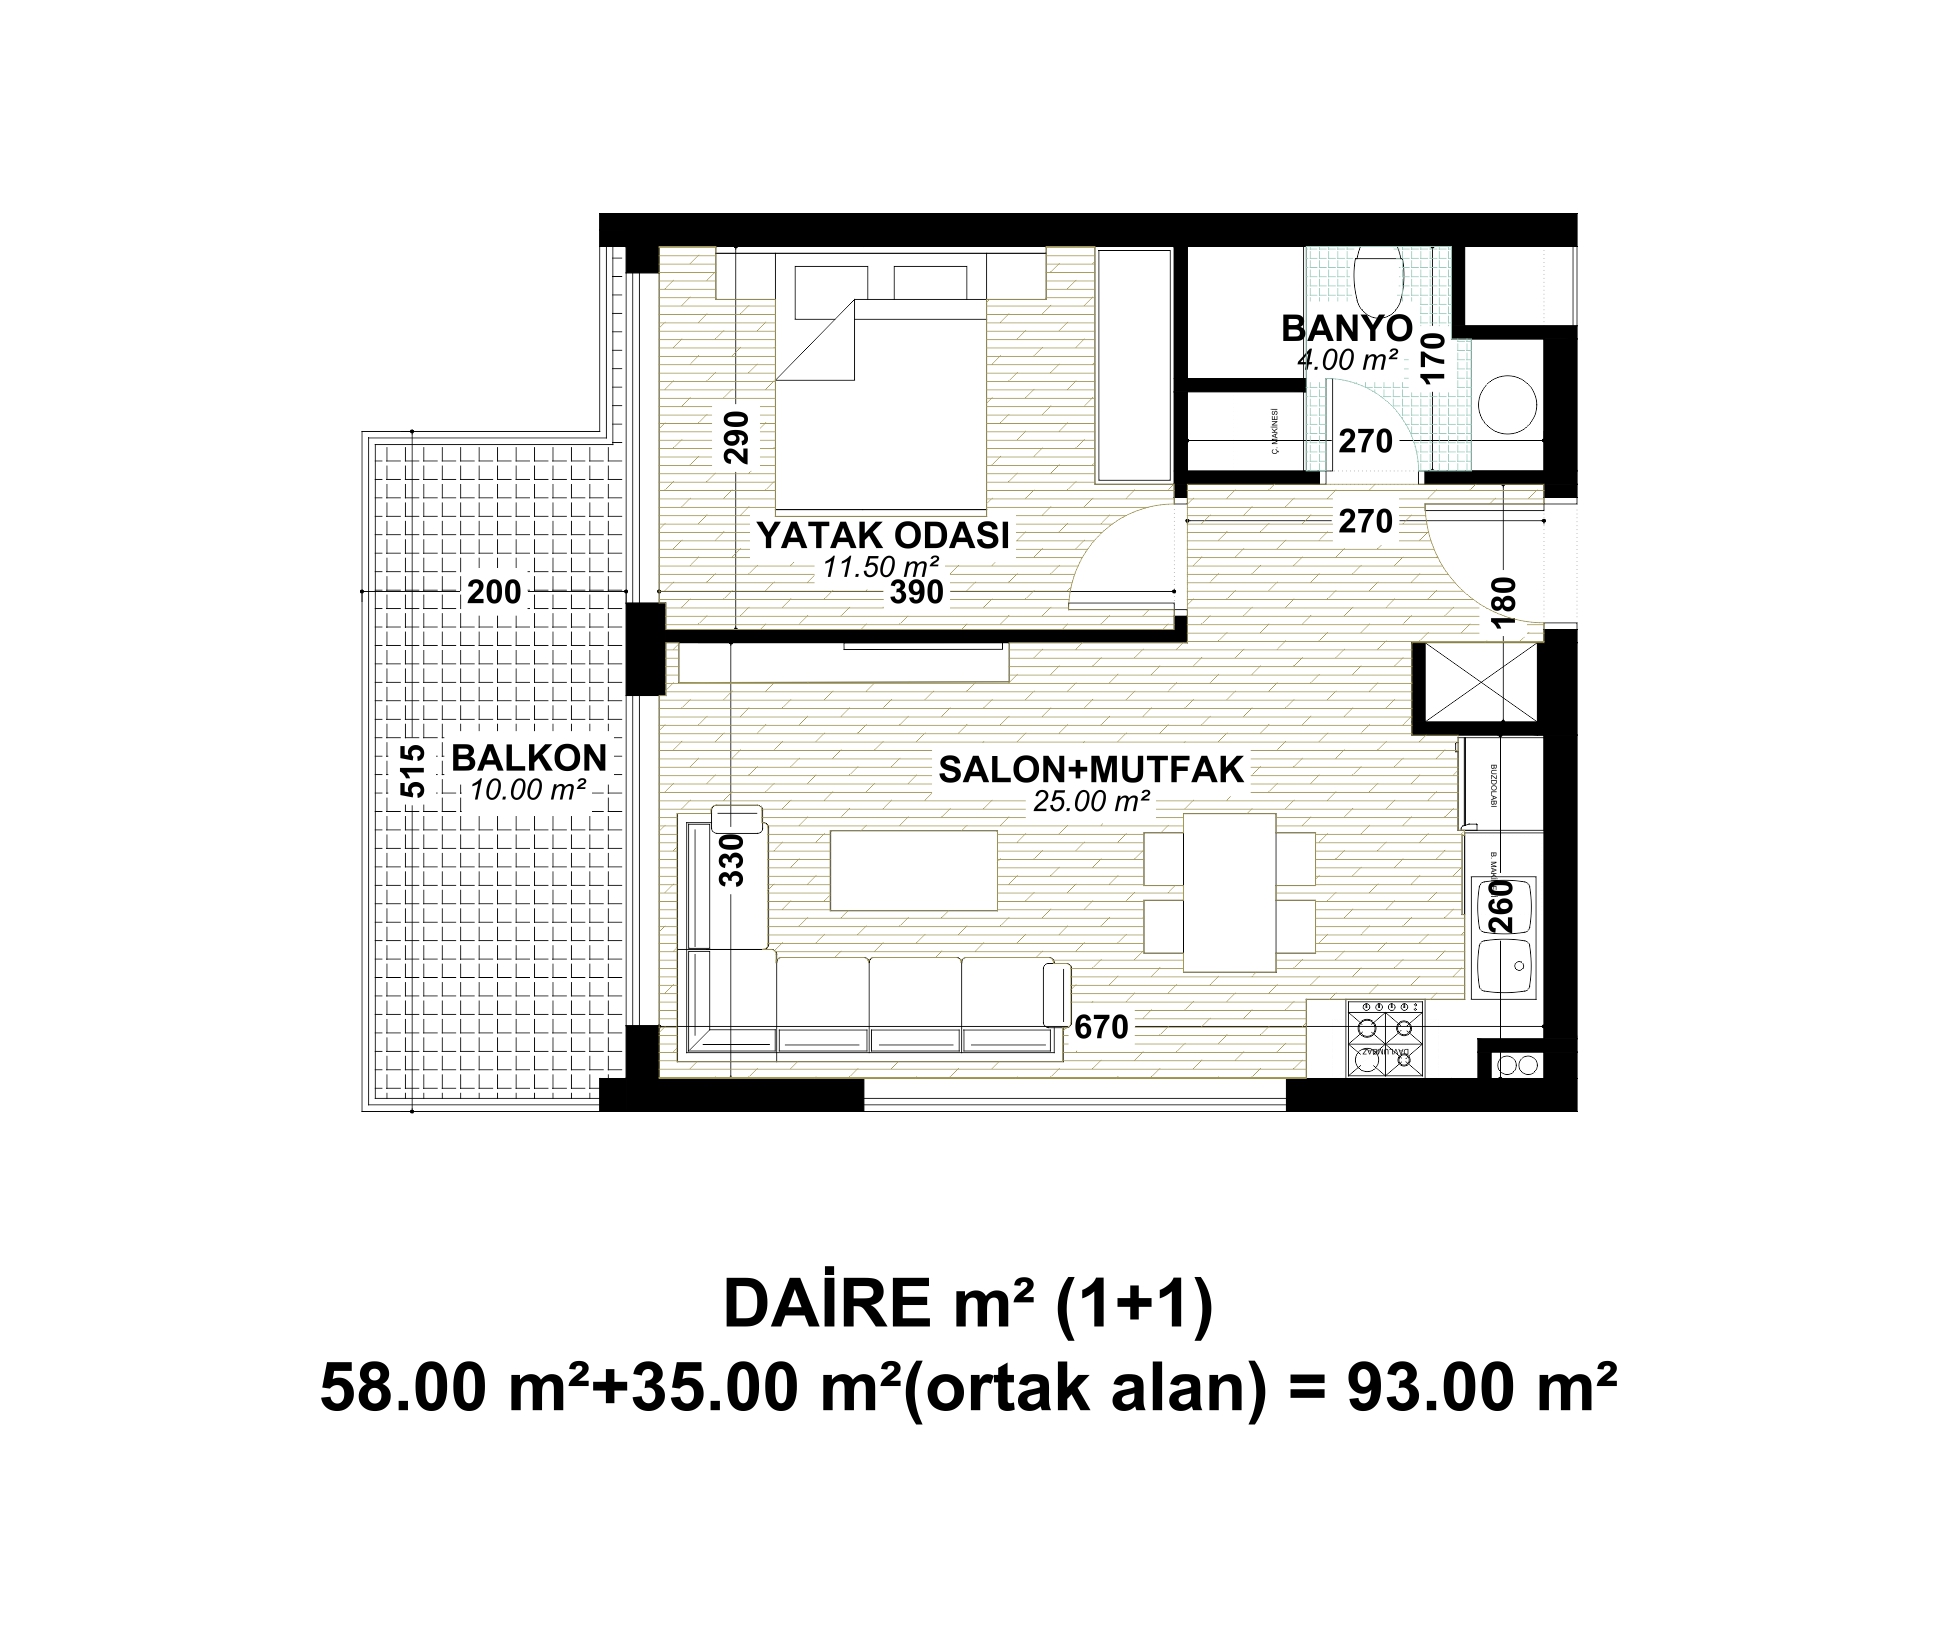 BANYO
4.00 m²
170
Ç. MAKİNESİ
270
290
YATAK ODASI
11.50 m²
390
270
200
180
BALKON
10.00 m²
515
SALON+MUTFAK
25.00 m²
BUZDOLABI
330
260
670
DAİRE m² (1+1)
58.00 m²+35.00 m²(ortak alan) = 93.00 m²